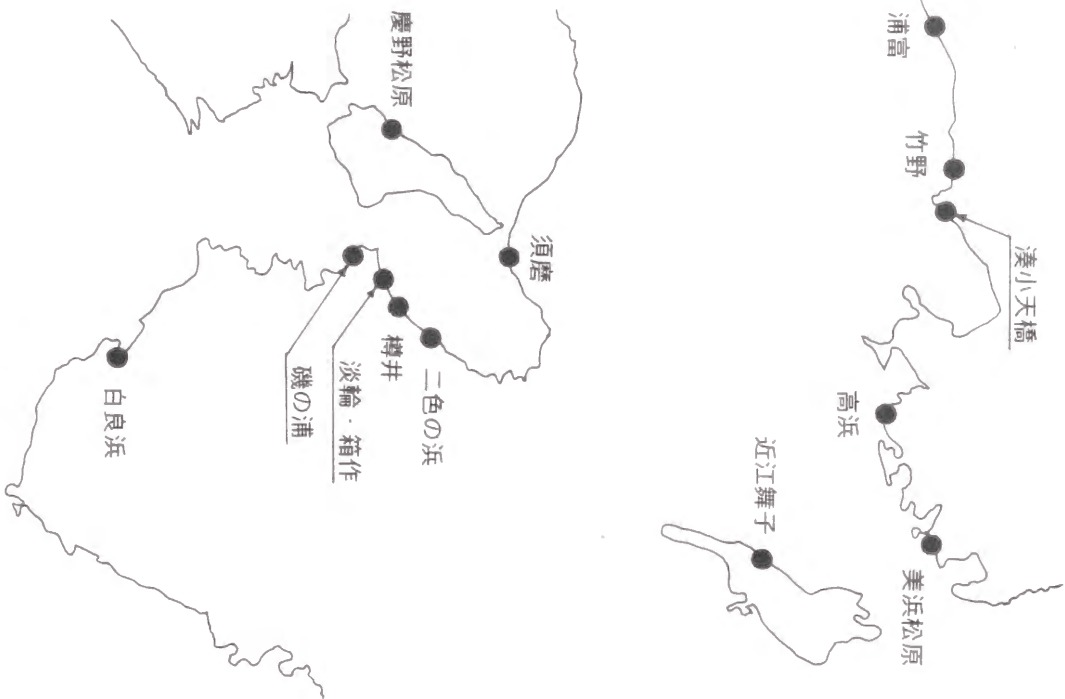 浦富
竹野
湊小天橋
高浜
美浜松原
近江舞子
慶野松原
須磨
二色の浜
樽井
淡輪・箱作
磯の浦
白良浜